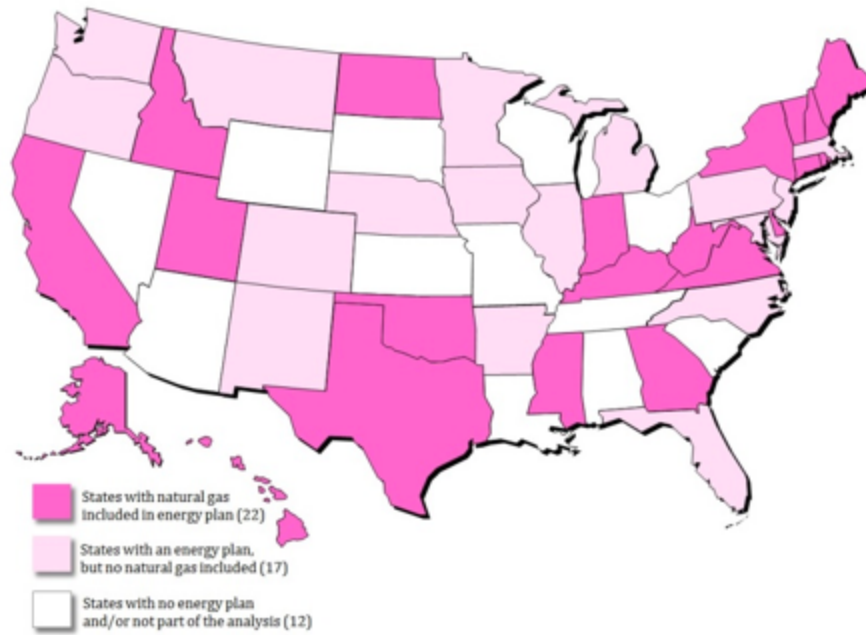 States with natural gas
included in energy plan (22)
States with an energy plan,
but no natural gas included (17)
States with no energy plan
and/or not part of the analysis (12)